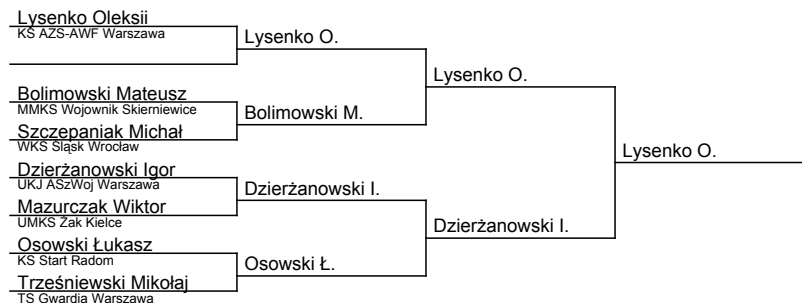 Lysenko Oleksii
KS AZS-AWF Warszawa
Lysenko O.
Lysenko O.
Bolimowski Mateusz
MMKS Wojownik Skierniewice
Bolimowski M.
Szczepaniak Michał
WKS Śląsk Wrocław
Lysenko O.
Dzierżanowski Igor
UKJ ASzWoj Warszawa
Dzierżanowski I.
Mazurczak Wiktor
UMKS Żak Kielce
Dzierżanowski I.
Osowski Łukasz
KS Start Radom
Osowski Ł.
Trześniewski Mikołaj
TS Gwardia Warszawa